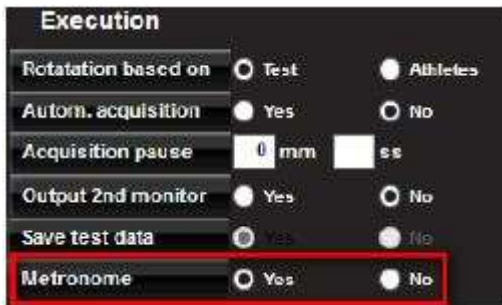 Execution
Rotatation based on Test Athletes
Autom. acquisition Yes No
Acquisition pause 0 mm ss
Output 2nd monitor Yes No
Save test data Yes No
Metronome Yes No